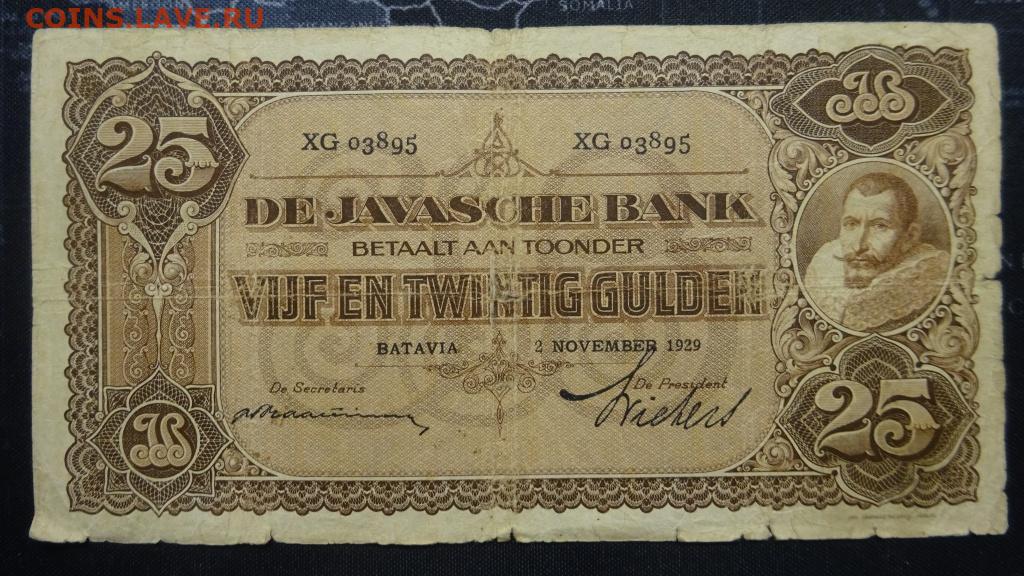 COINS.LAVE.РУ
SOMALIA
25
JB
XG 03895 XG 03895
DE JAVASCHE BANK
BETAALT AAN TOONDER
VIJF EN TWINTIG GULDEN
BATAVIA 2 NOVEMBER 1929
De Secretaris De President
JB
25